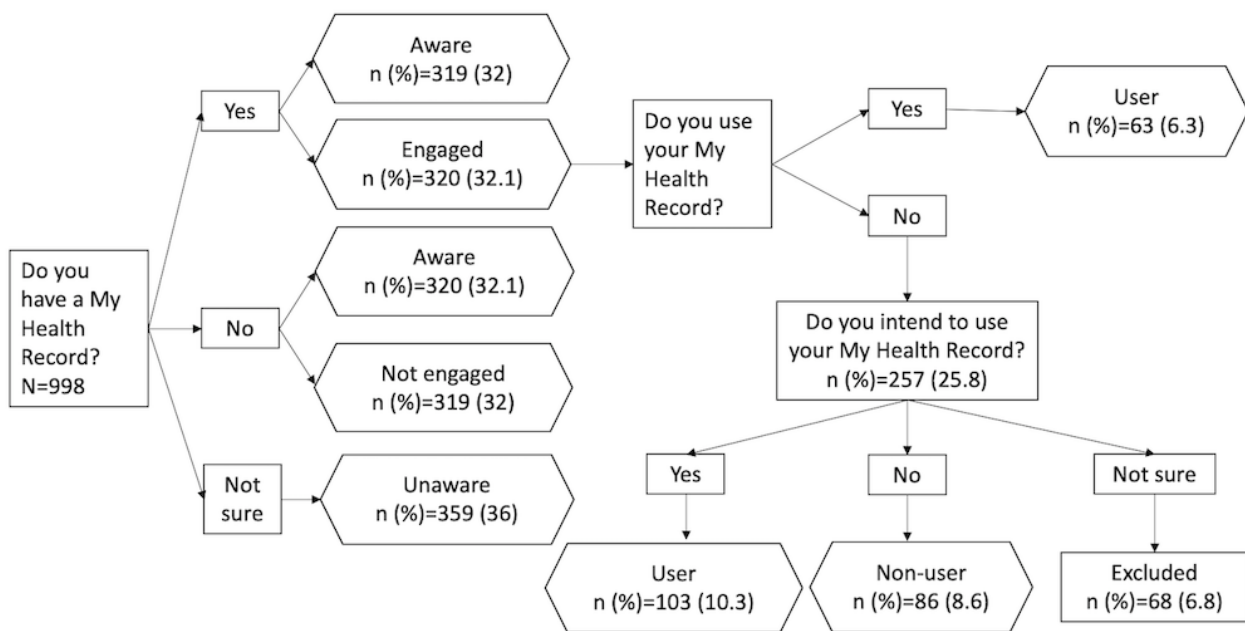 Do you
have a My
Health
Record?
N=998
Yes
Aware
n (%)=319 (32)
Engaged
n (%)=320 (32.1)
No
Aware
n (%)=320 (32.1)
Not engaged
n (%)=319 (32)
Not
sure
Unaware
n (%)=359 (36)
Do you use
your My
Health
Record?
Yes
User
n (%)=63 (6.3)
No
Do you intend to use
your My Health Record?
n (%)=257 (25.8)
Yes
User
n (%)=103 (10.3)
No
Non-user
n (%)=86 (8.6)
Not sure
Excluded
n (%)=68 (6.8)